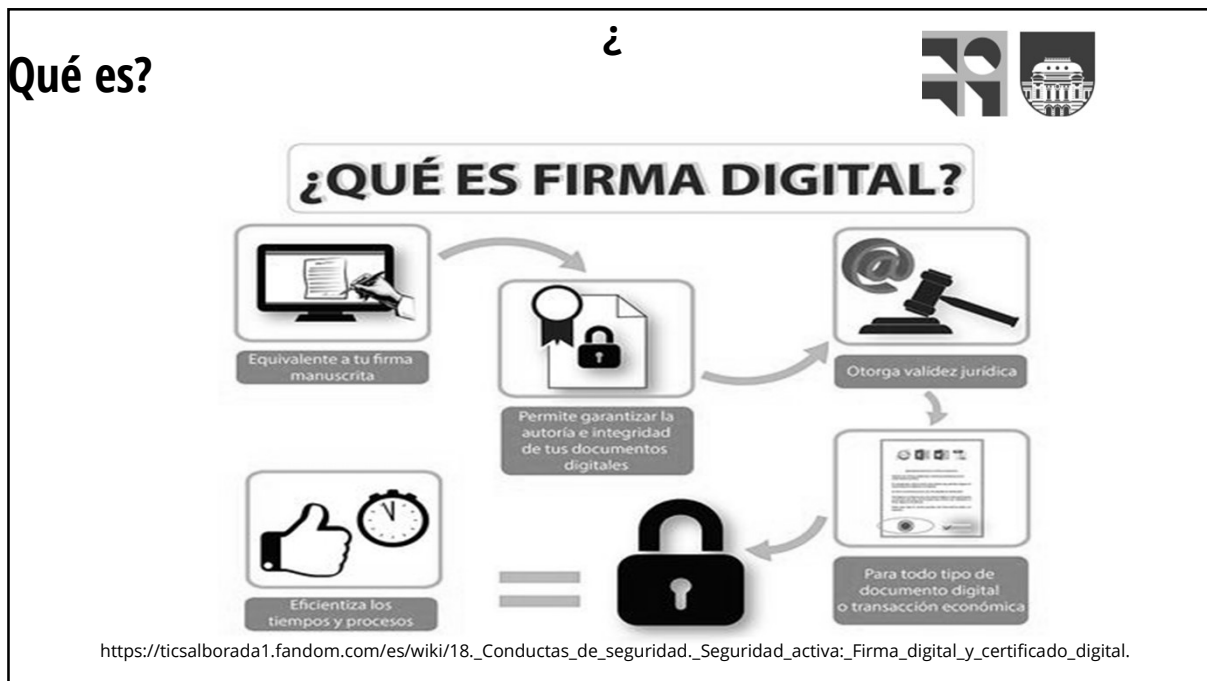 ¿
Qué es?
¿QUÉ ES FIRMA DIGITAL?
Equivalente a tu firma
manuscrita
Permite garantizar la
autoría e integridad
de tus documentos
digitales
Otorga validez jurídica
Para todo tipo de
documento digital
o transacción económica
Eficientiza los
tiempos y procesos
https://ticsalborada1.fandom.com/es/wiki/18._Conductas_de_seguridad._Seguridad_activa:_Firma_digital_y_certificado_digital.